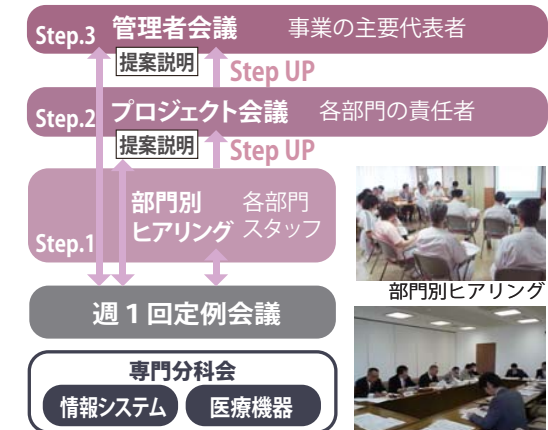 Step.3 管理者会議 事業の主要代表者
提案説明 Step UP
Step.2 プロジェクト会議 各部門の責任者
提案説明 Step UP
部門別 各部門
Step.1 ヒアリング スタッフ
部門別ヒアリング
週1回定例会議
専門分科会
情報システム 医療機器